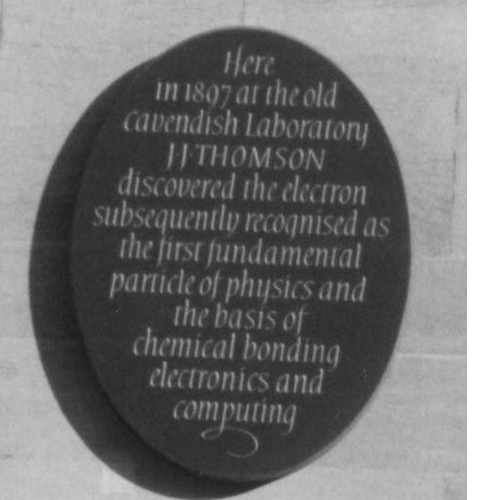 Here
in 1897 at the old
Cavendish Laboratory
J·J·THOMSON
discovered the electron
subsequently recognised as
the first fundamental
particle of physics and
the basis of
chemical bonding
electronics and
computing